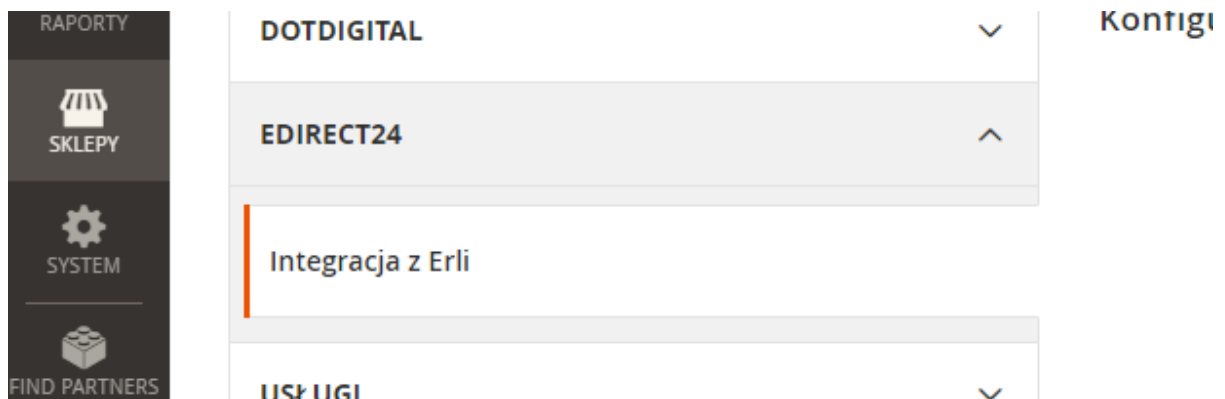 RAPORTY
SKLEPY
SYSTEM
FIND PARTNERS
DOTDIGITAL
EDIRECT24
Integracja z Erli
USŁUGI
Konfigu